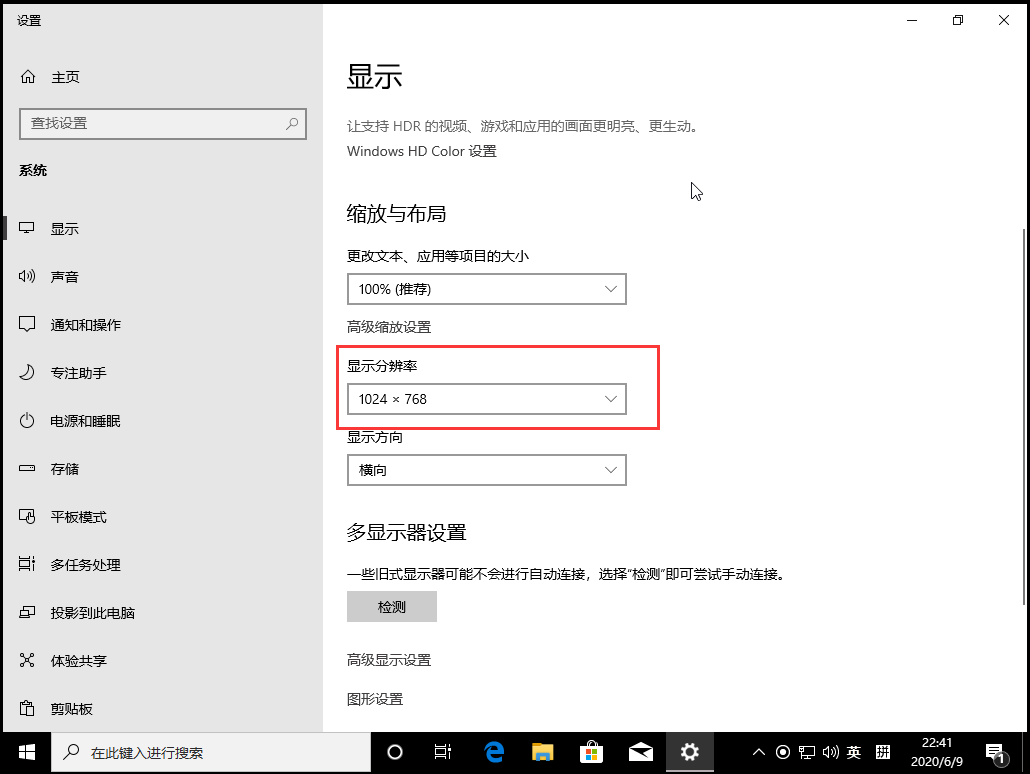 设置
主页
查找设置
系统
显示
声音
通知和操作
专注助手
电源和睡眠
存储
平板模式
多任务处理
投影到此电脑
体验共享
剪贴板
显示
让支持 HDR 的视频、游戏和应用的画面更明亮、更生动。
Windows HD Color 设置
缩放与布局
更改文本、应用等项目的大小
100% (推荐)
高级缩放设置
显示分辨率
1024 × 768
显示方向
横向
多显示器设置
一些旧式显示器可能不会进行自动连接，选择“检测”即可尝试手动连接。
检测
高级显示设置
图形设置
在此键入进行搜索
英
拼
22:41
2020/6/9
1